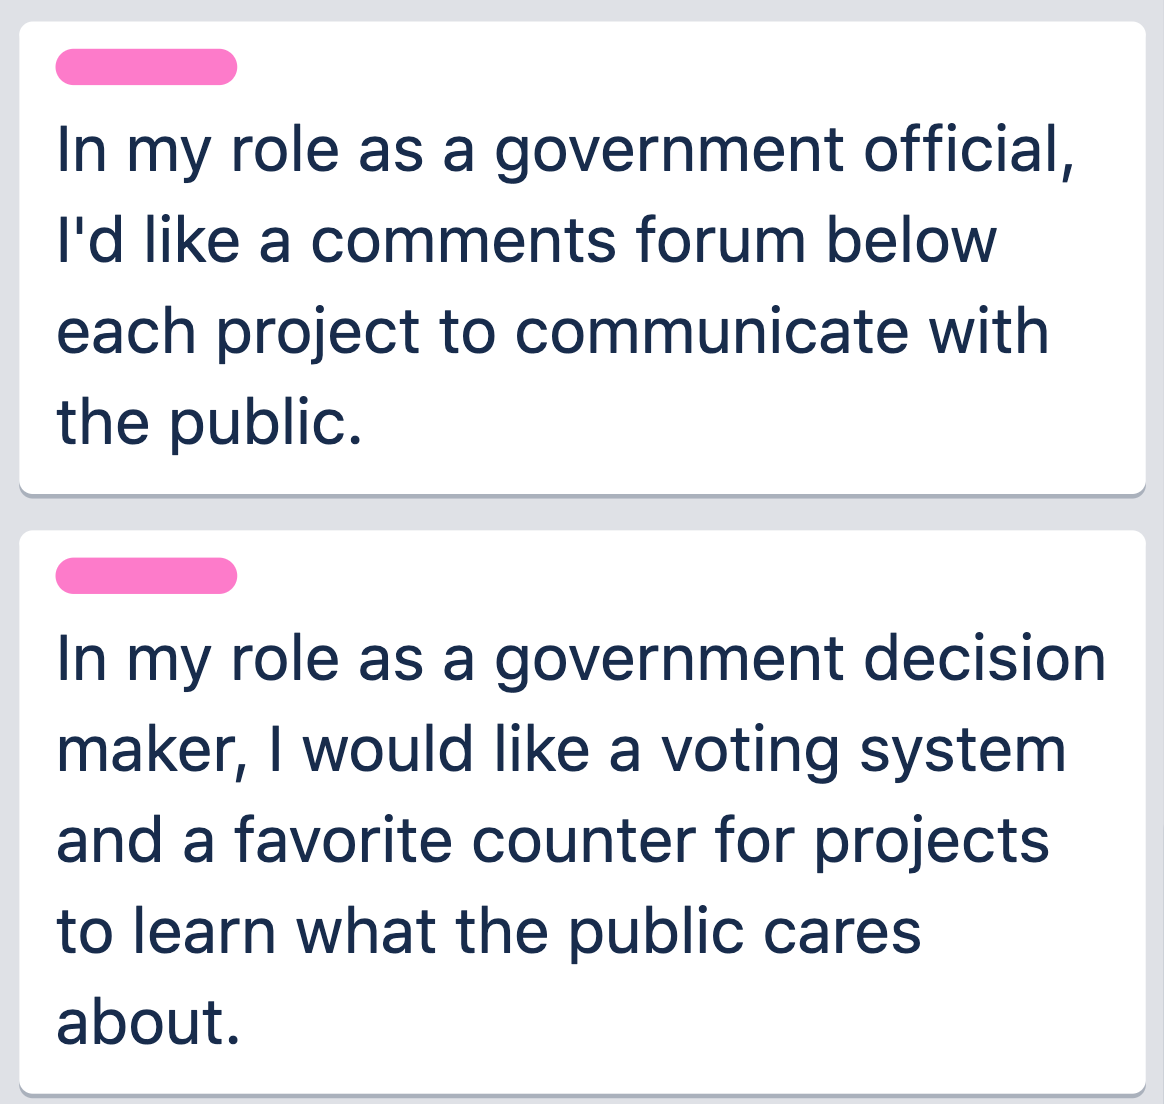 In my role as a government official,
I'd like a comments forum below
each project to communicate with
the public.
In my role as a government decision
maker, I would like a voting system
and a favorite counter for projects
to learn what the public cares
about.